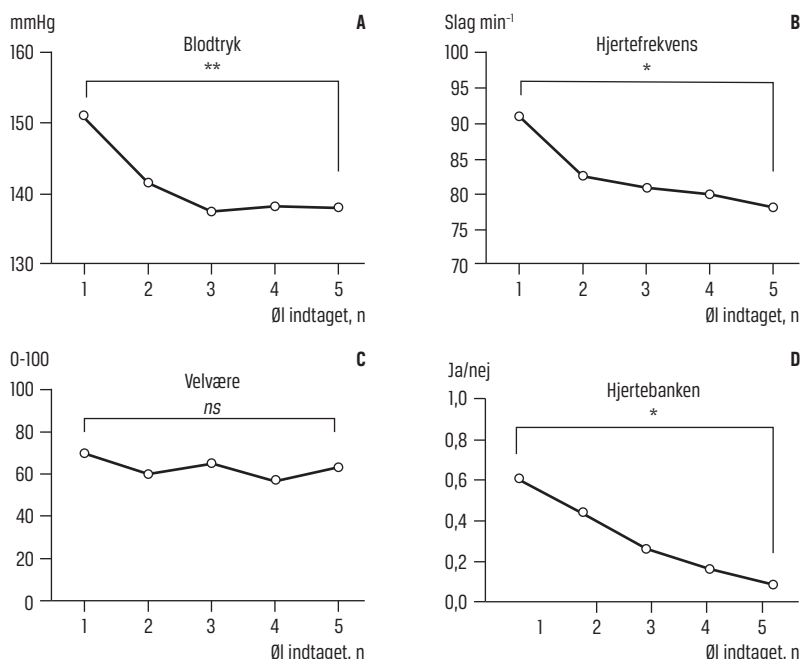 mmHg
A
Blodtryk
**
160
150
140
130
1 2 3 4 5
Øl indtaget, n
Slag min⁻¹
B
Hjertefrekvens
*
100
95
90
85
80
75
70
1 2 3 4 5
Øl indtaget, n
0-100
C
Velvære
ns
100
80
60
40
20
0
1 2 3 4 5
Øl indtaget, n
Ja/nej
D
Hjertebanken
*
1,0
0,8
0,6
0,4
0,2
0,0
1 2 3 4 5
Øl indtaget, n